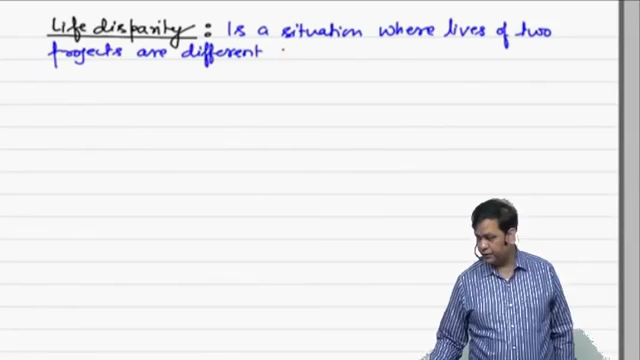 Life disparity : Is a situation where lives of two
projects are different